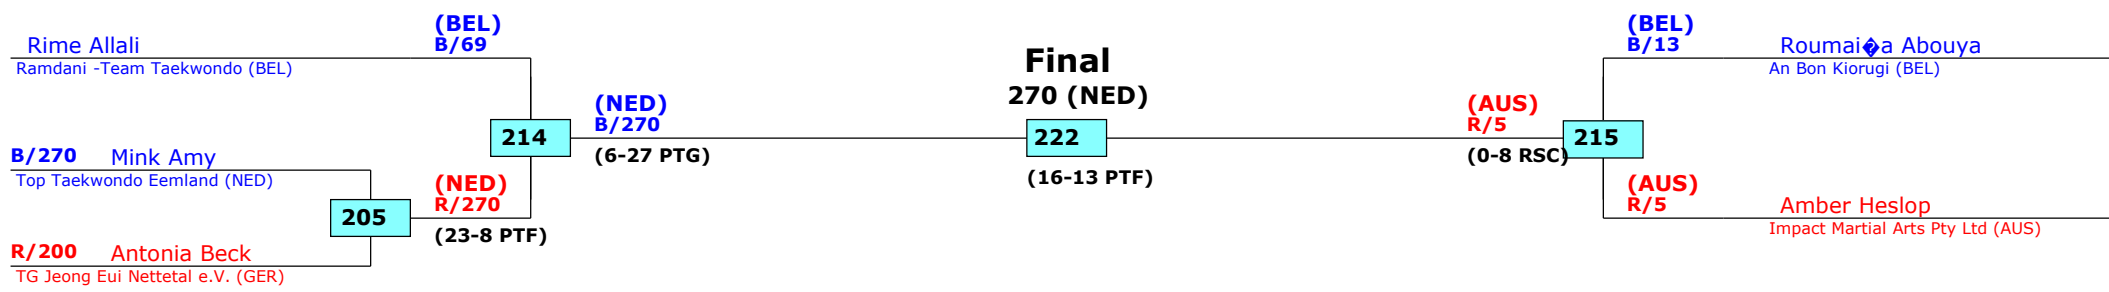 (BEL)
B/69
Rime Allali
Ramdani -Team Taekwondo (BEL)
B/270 Mink Amy
Top Taekwondo Eemland (NED)
R/200 Antonia Beck
TG Jeong Eui Nettetal e.V. (GER)
205
(NED)
R/270
(23-8 PTF)
214
(NED)
B/270
(6-27 PTG)
Final
270 (NED)
222
(16-13 PTF)
(AUS)
R/5
(0-8 RSC)
215
(BEL)
B/13
Roumai�a Abouya
An Bon Kiorugi (BEL)
(AUS)
R/5
Amber Heslop
Impact Martial Arts Pty Ltd (AUS)